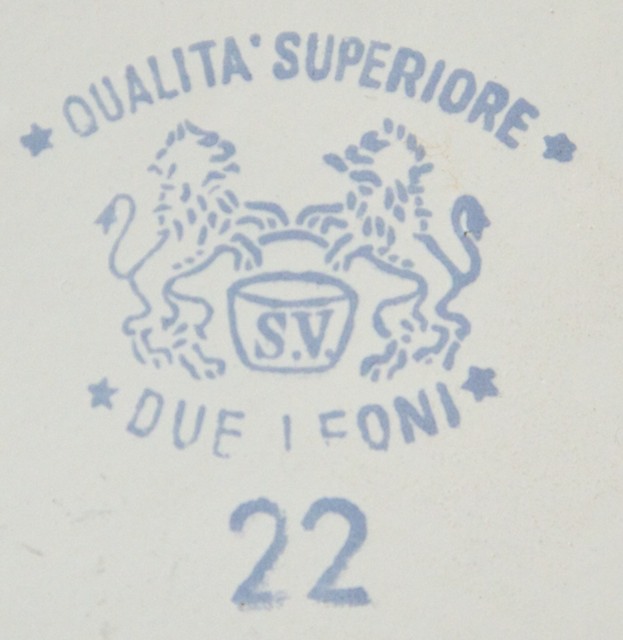 QUALITA' SUPERIORE
S.V.
DUE LEONI
22